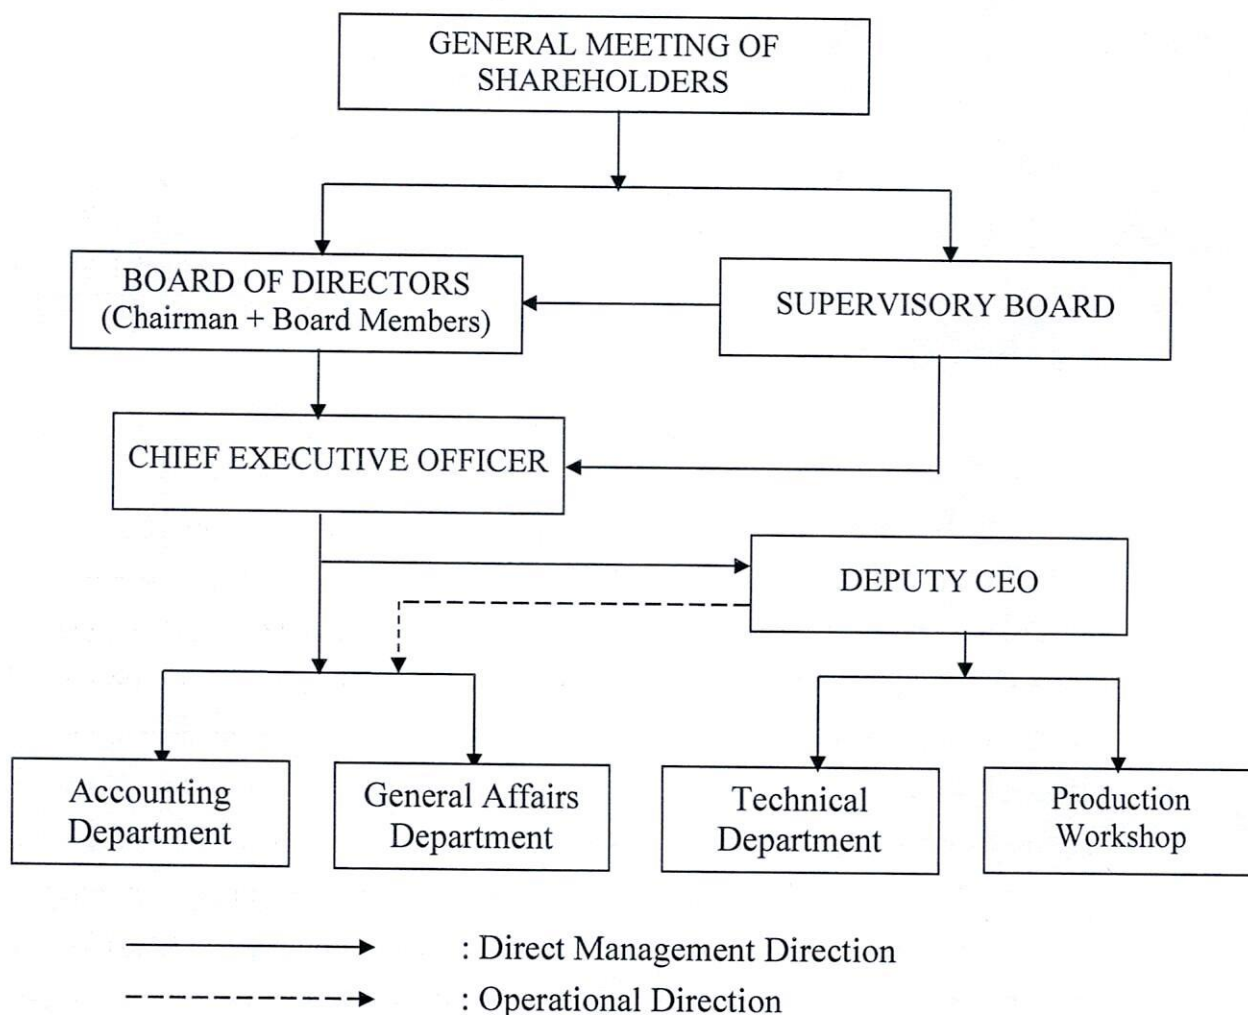 GENERAL MEETING OF
SHAREHOLDERS
BOARD OF DIRECTORS
(Chairman + Board Members)
SUPERVISORY BOARD
CHIEF EXECUTIVE OFFICER
DEPUTY CEO
Accounting
Department
General Affairs
Department
Technical
Department
Production
Workshop
: Direct Management Direction
: Operational Direction